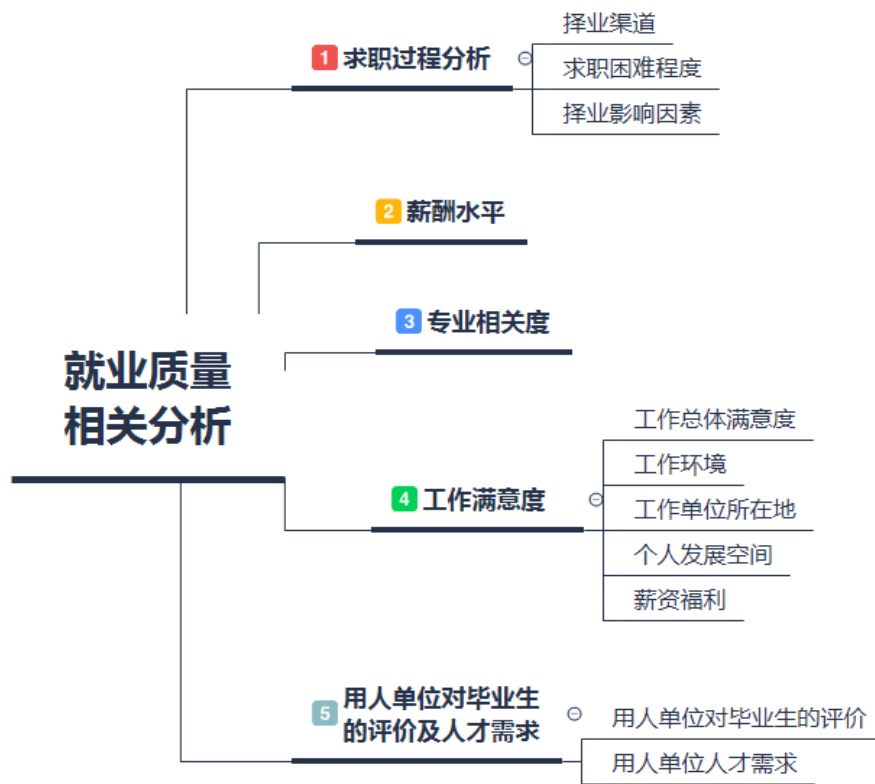 就业质量
相关分析
1 求职过程分析
择业渠道
求职困难程度
择业影响因素
2 薪酬水平
3 专业相关度
4 工作满意度
工作总体满意度
工作环境
工作单位所在地
个人发展空间
薪资福利
5 用人单位对毕业生
的评价及人才需求
用人单位对毕业生的评价
用人单位人才需求